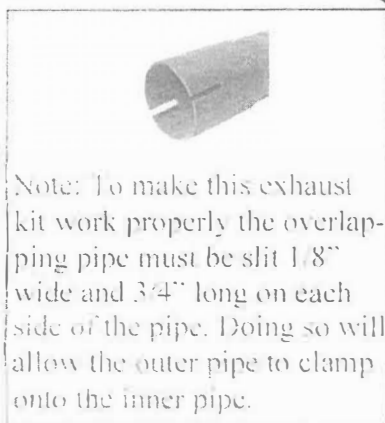 Note: To make this exhaust
kit work properly the overlap-
ping pipe must be slit 1/8”
wide and 3/4” long on each
side of the pipe. Doing so will
allow the outer pipe to clamp
onto the inner pipe.